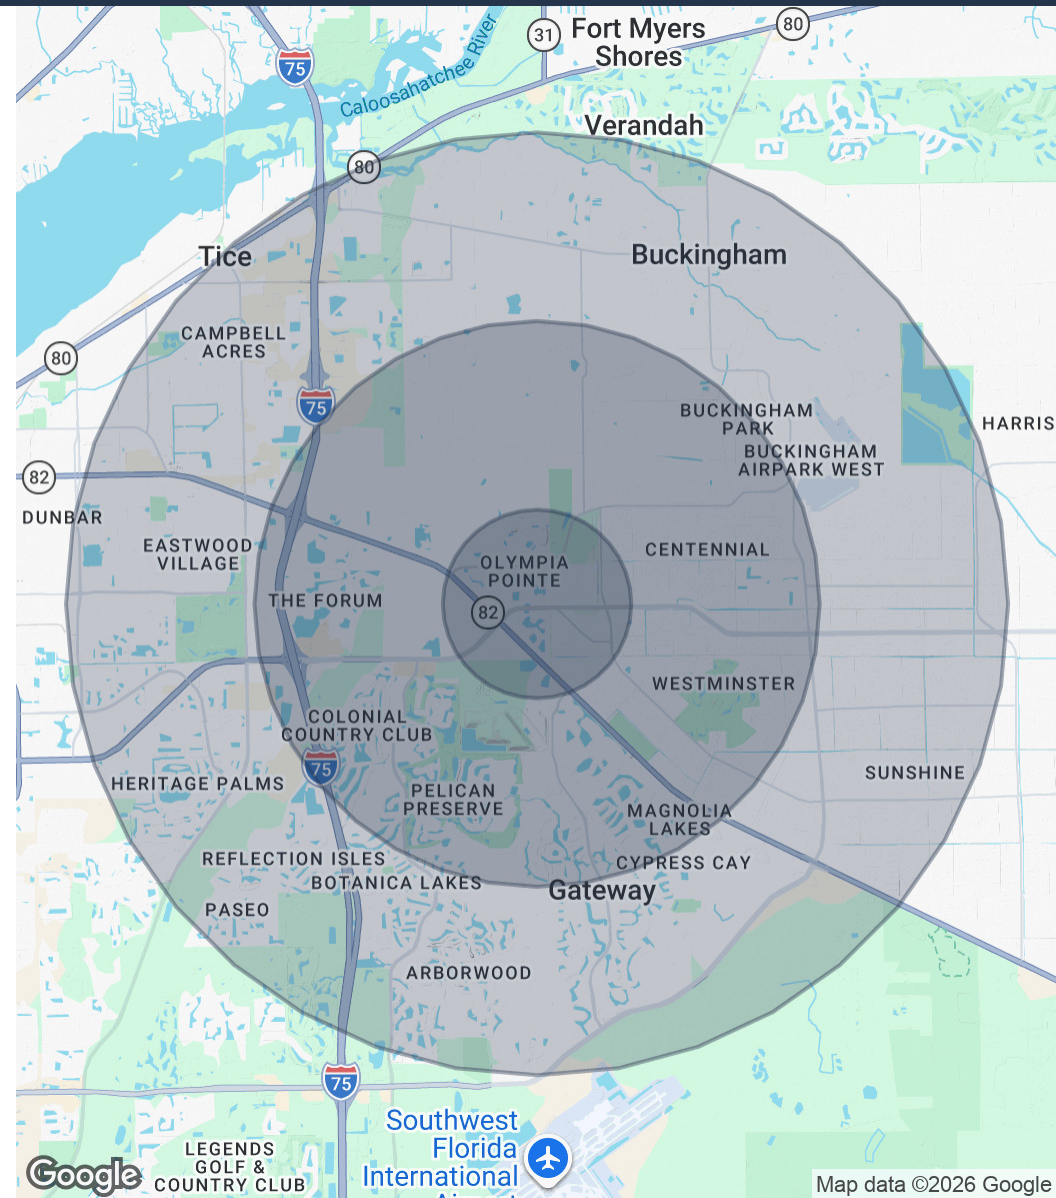 80
31
Fort Myers
Shores
75
Caloosahatchee River
Verandah
80
Tice
Buckingham
CAMPBELL
ACRES
80
75
BUCKINGHAM
PARK
HARRIS
BUCKINGHAM
AIRPARK WEST
82
DUNBAR
EASTWOOD
VILLAGE
CENTENNIAL
OLYMPIA
POINTE
THE FORUM
82
WESTMINSTER
COLONIAL
COUNTRY CLUB
75
SUNSHINE
HERITAGE PALMS
PELICAN
PRESERVE
MAGNOLIA
LAKES
REFLECTION ISLES
CYPRESS CAY
BOTANICA LAKES
Gateway
PASEO
ARBORWOOD
75
Southwest
Florida
International
Airport
LEGENDS
GOLF &
COUNTRY CLUB
Google
Map data ©2026 Google